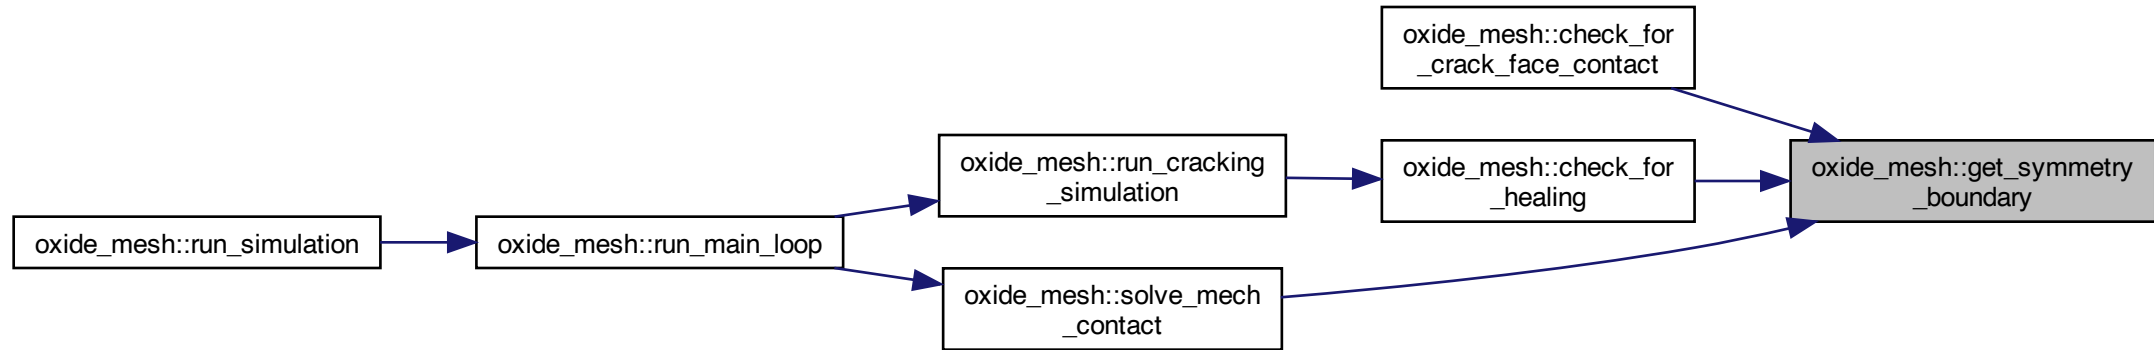 oxide_mesh::check_for
_crack_face_contact
oxide_mesh::run_cracking
_simulation
oxide_mesh::check_for
_healing
oxide_mesh::get_symmetry
_boundary
oxide_mesh::run_simulation
oxide_mesh::run_main_loop
oxide_mesh::solve_mech
_contact